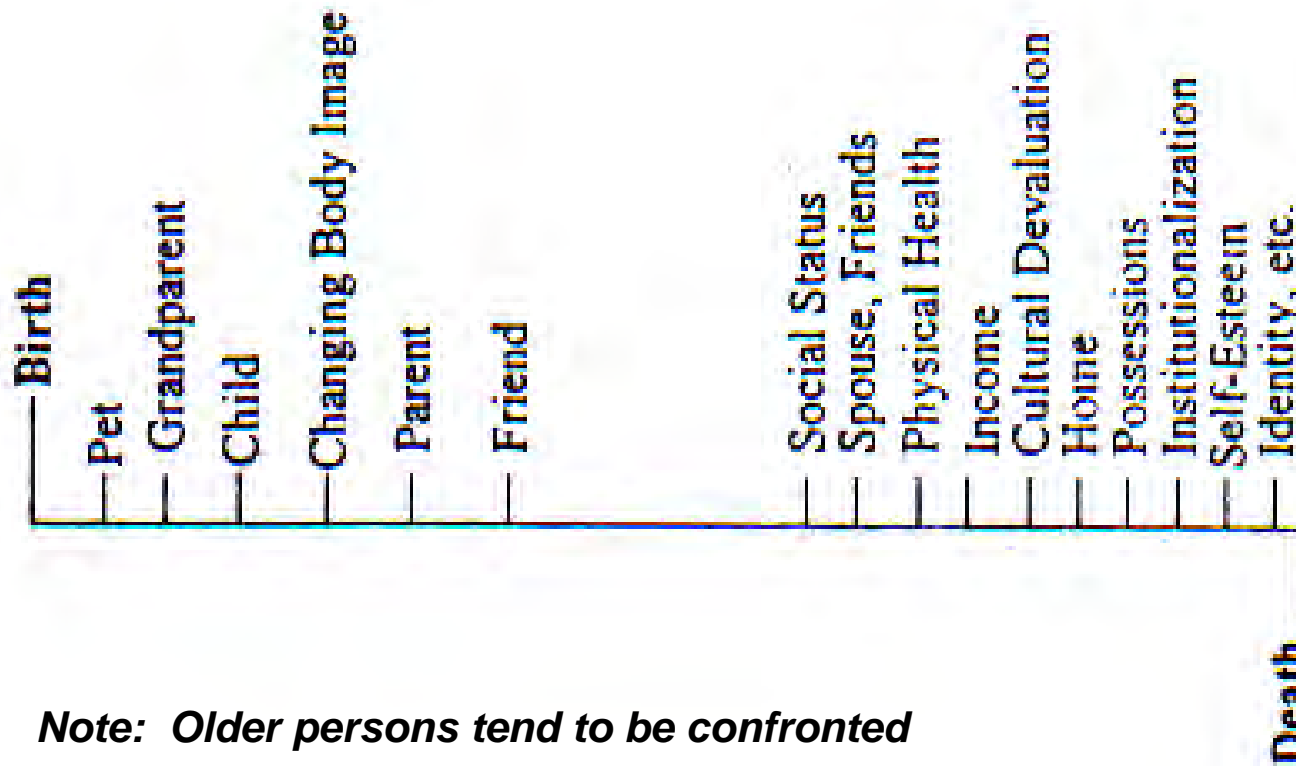 Birth
Pet
Grandparent
Child
Changing Body Image
Parent
Friend
Social Status
Spouse, Friends
Physical Health
Income
Cultural Devaluation
Home
Possessions
Institutionalization
Self-Esteem
Identity, etc.
Death
Note: Older persons tend to be confronted